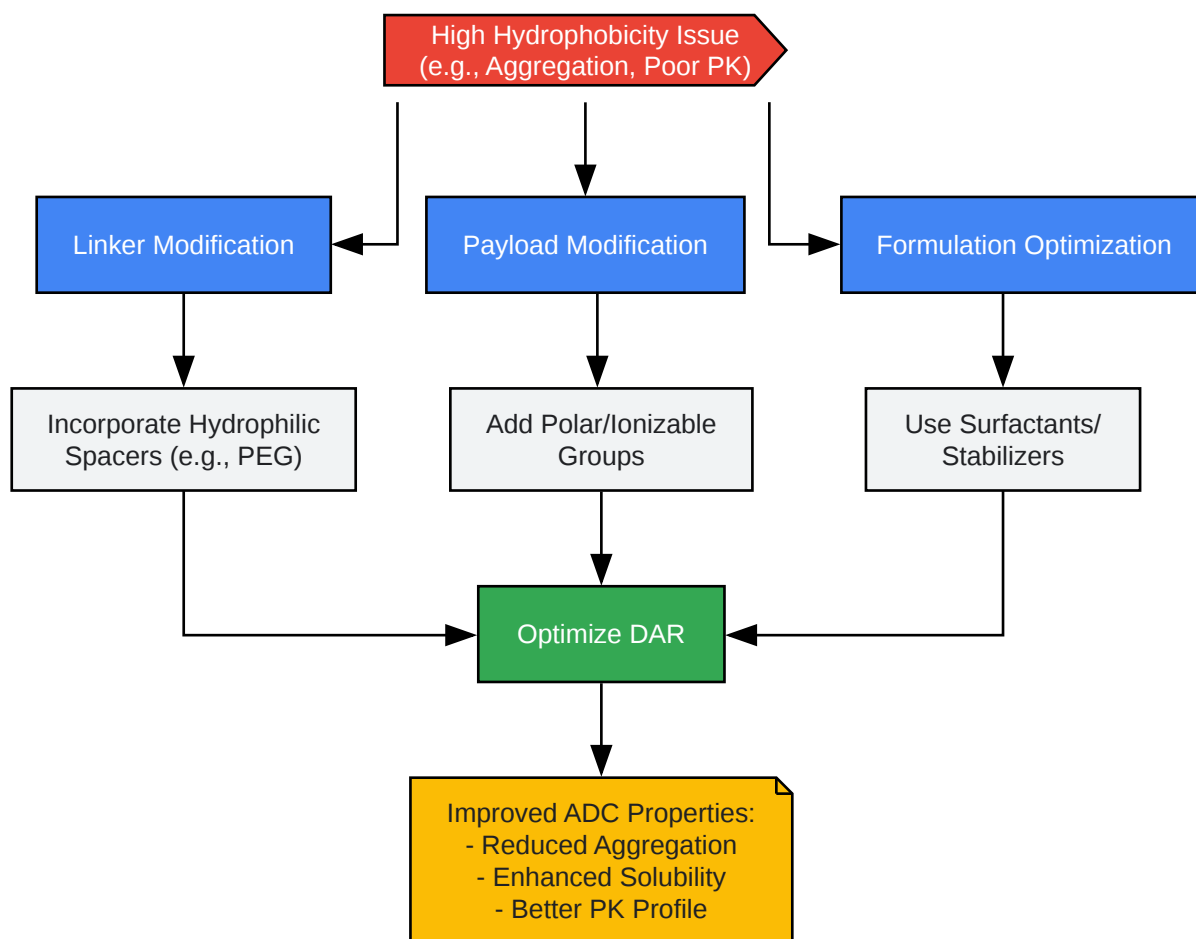 High Hydrophobicity Issue
(e.g., Aggregation, Poor PK)
Linker Modification
Payload Modification
Formulation Optimization
Incorporate Hydrophilic
Spacers (e.g., PEG)
Add Polar/Ionizable
Groups
Use Surfactants/
Stabilizers
Optimize DAR
Improved ADC Properties:
- Reduced Aggregation
- Enhanced Solubility
- Better PK Profile